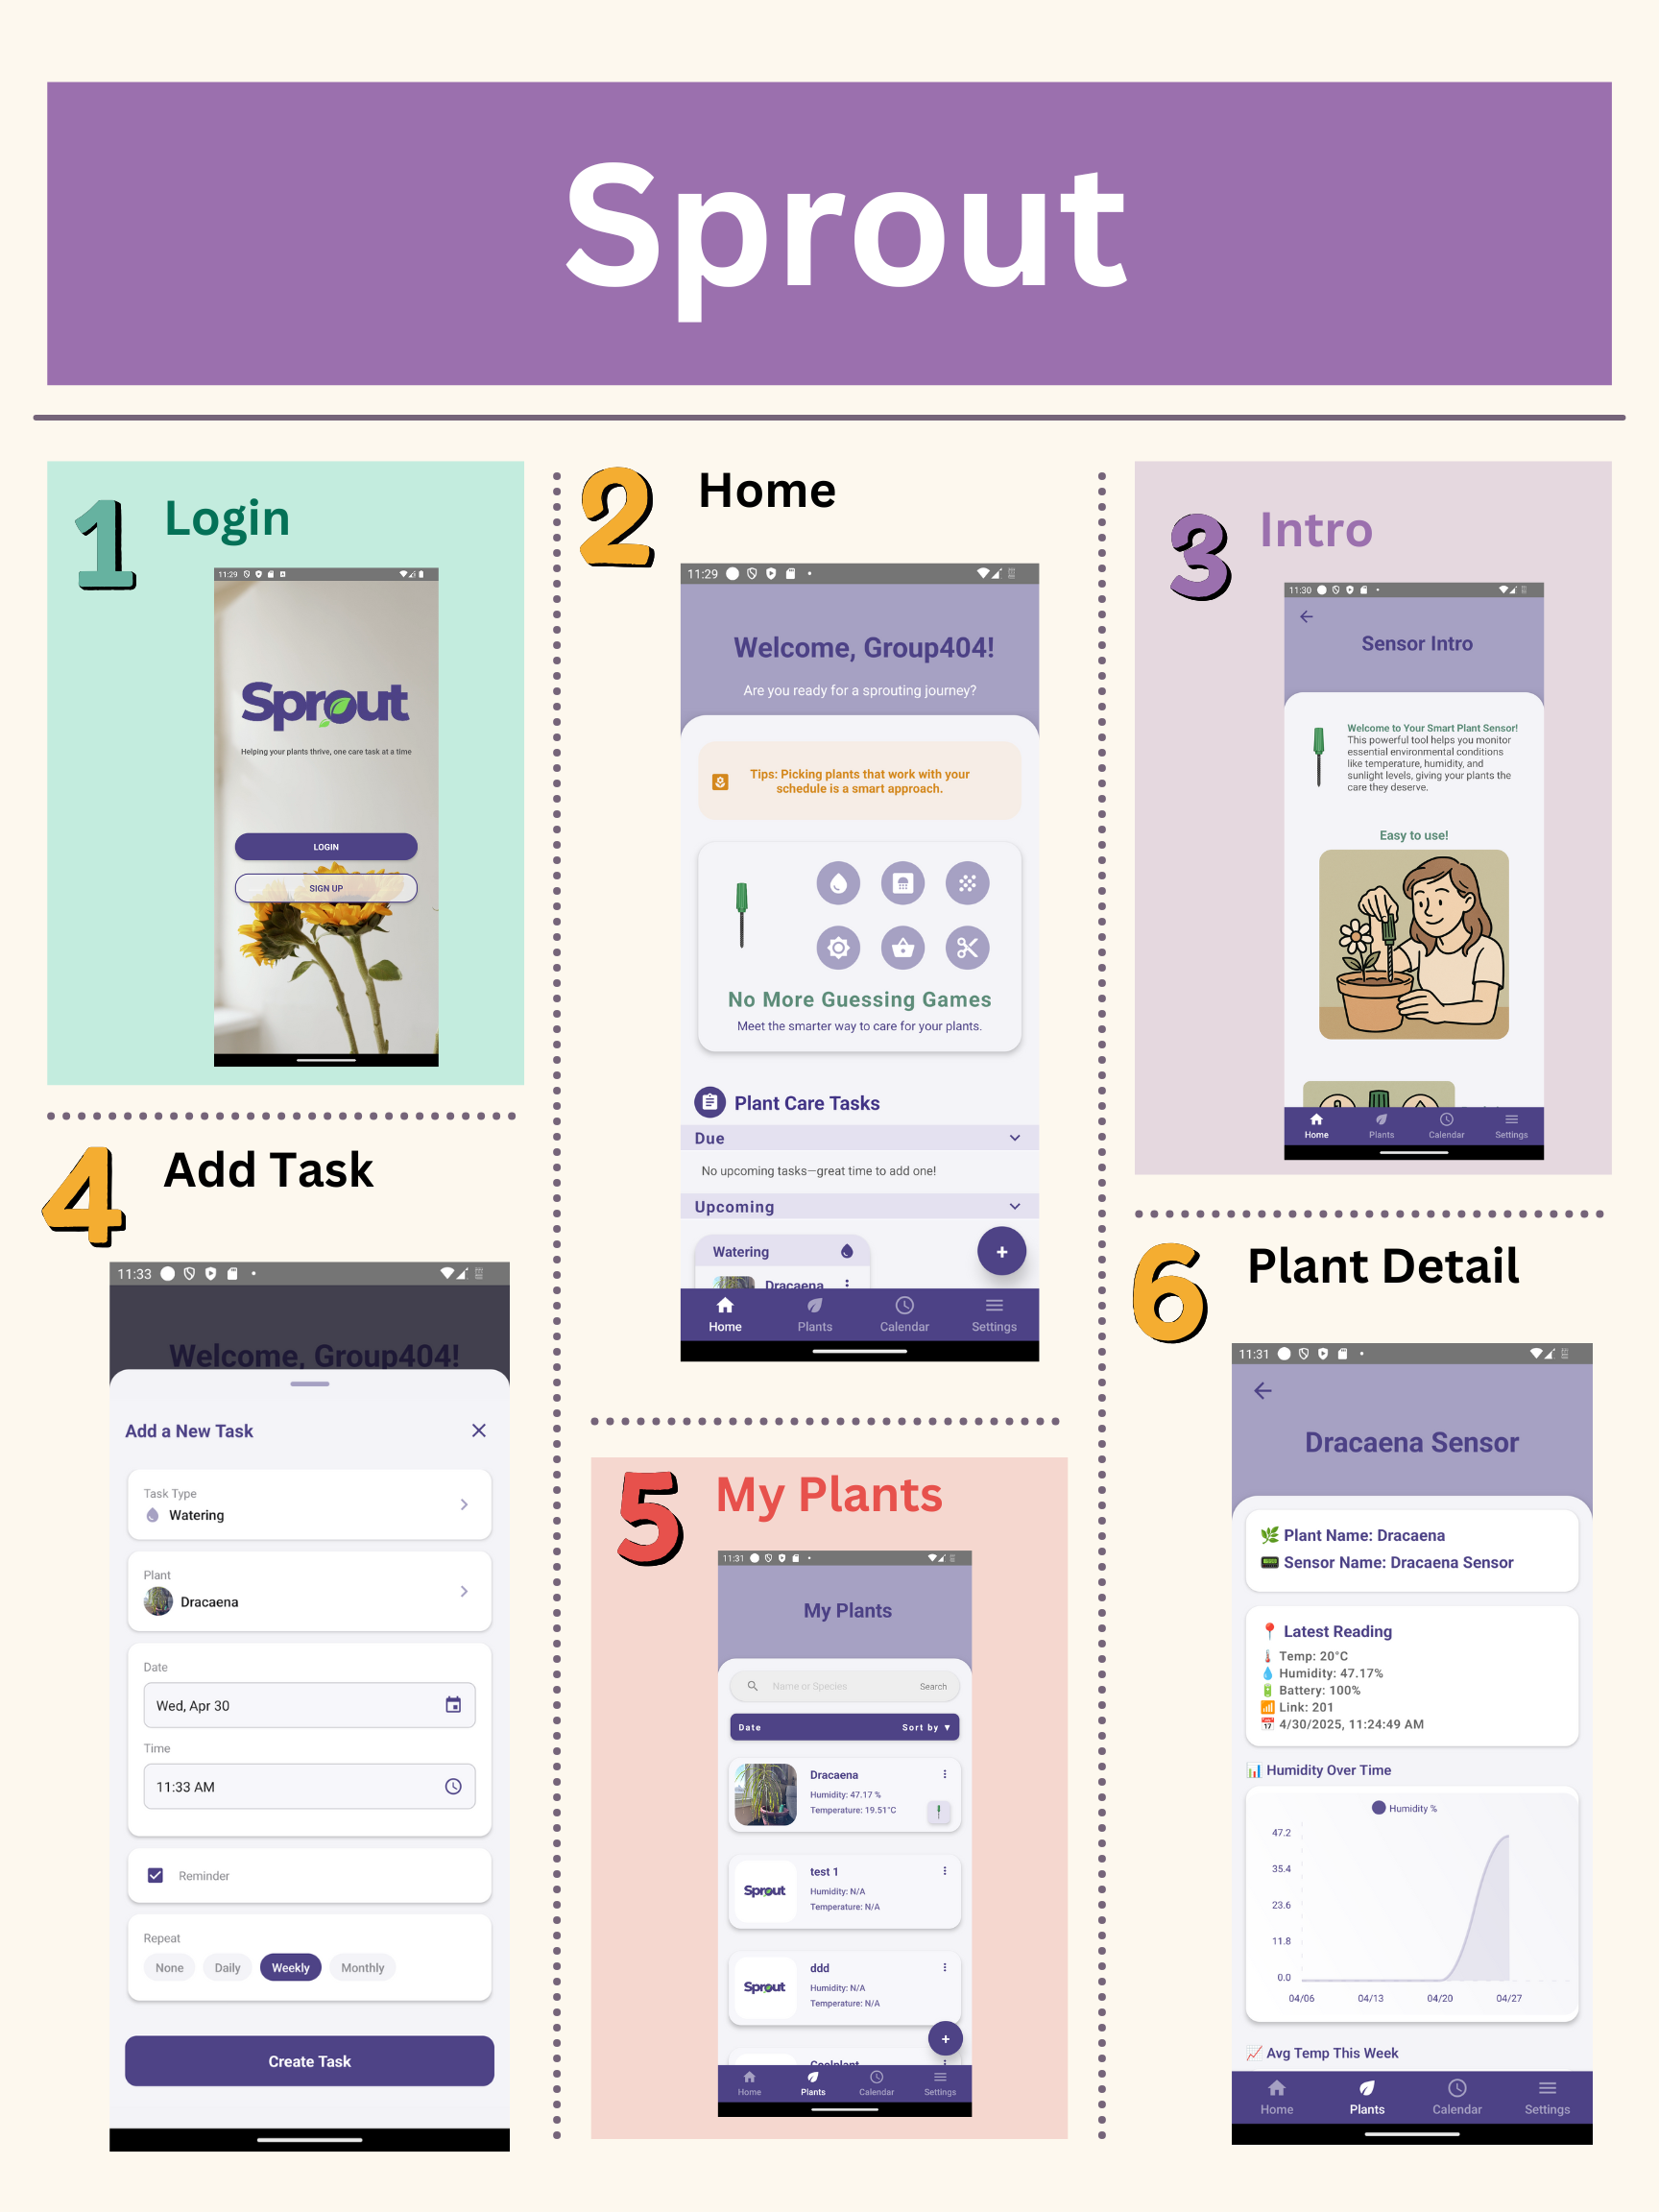 Sprout
1
Login
11:29
Sprout
Helping your plants thrive, one care task at a time
LOGIN
SIGN UP
2
Home
11:29
Welcome, Group404!
Are you ready for a sprouting journey?
Tips: Picking plants that work with your
schedule is a smart approach.
No More Guessing Games
Meet the smarter way to care for your plants.
Plant Care Tasks
Due
No upcoming tasks—great time to add one!
Upcoming
Watering
Dracaena
+
Home Plants Calendar Settings
3
Intro
11:30
Sensor Intro
Welcome to Your Smart Plant Sensor!
This powerful tool helps you monitor
essential environmental conditions
like temperature, humidity, and
sunlight levels, giving your plants the
care they deserve.
Easy to use!
Home Plants Calendar Settings
4
Add Task
11:33
Welcome, Group404!
Add a New Task
Task Type
Watering
Plant
Dracaena
Date
Wed, Apr 30
Time
11:33 AM
Reminder
Repeat
None Daily Weekly Monthly
Create Task
5
My Plants
11:31
My Plants
Name or Species Search
Date Sort by ▼
Dracaena
Humidity: 47.17 %
Temperature: 19.51°C
Sprout
test 1
Humidity: N/A
Temperature: N/A
Sprout
ddd
Humidity: N/A
Temperature: N/A
+
Coolplant
Home Plants Calendar Settings
6
Plant Detail
11:31
Dracaena Sensor
Plant Name: Dracaena
Sensor Name: Dracaena Sensor
Latest Reading
Temp: 20°C
Humidity: 47.17%
Battery: 100%
Link: 201
4/30/2025, 11:24:49 AM
Humidity Over Time
Humidity %
47.2
35.4
23.6
11.8
0.0
04/06 04/13 04/20 04/27
Avg Temp This Week
Home Plants Calendar Settings